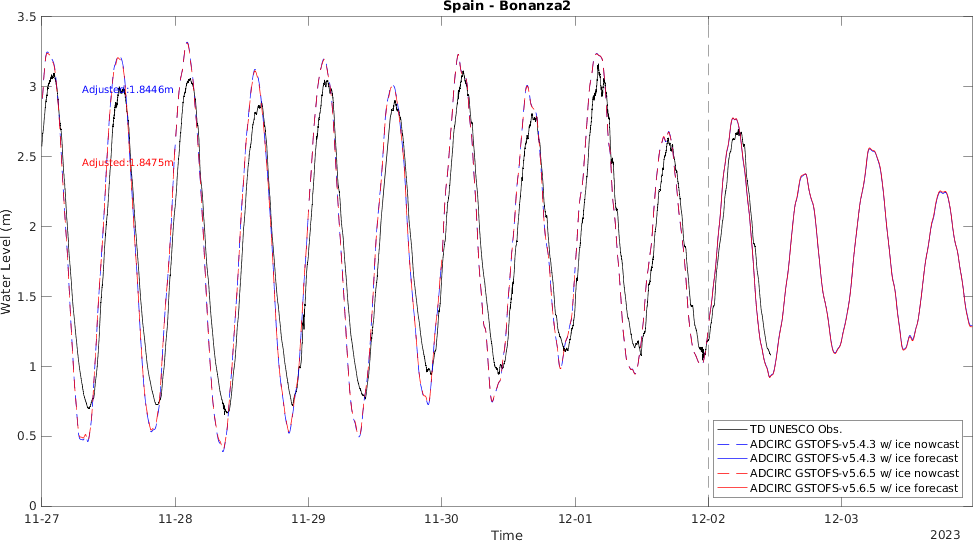 Spain - Bonanza2
3.5
3
2.5
2
1.5
1
0.5
0
Water Level (m)
Adjusted:1.8446m
Adjusted:1.8475m
TD UNESCO Obs.
ADCIRC GSTOFS-v5.4.3 w/ ice nowcast
ADCIRC GSTOFS-v5.4.3 w/ ice forecast
ADCIRC GSTOFS-v5.6.5 w/ ice nowcast
ADCIRC GSTOFS-v5.6.5 w/ ice forecast
11-27 11-28 11-29 11-30 12-01 12-02 12-03
Time
2023